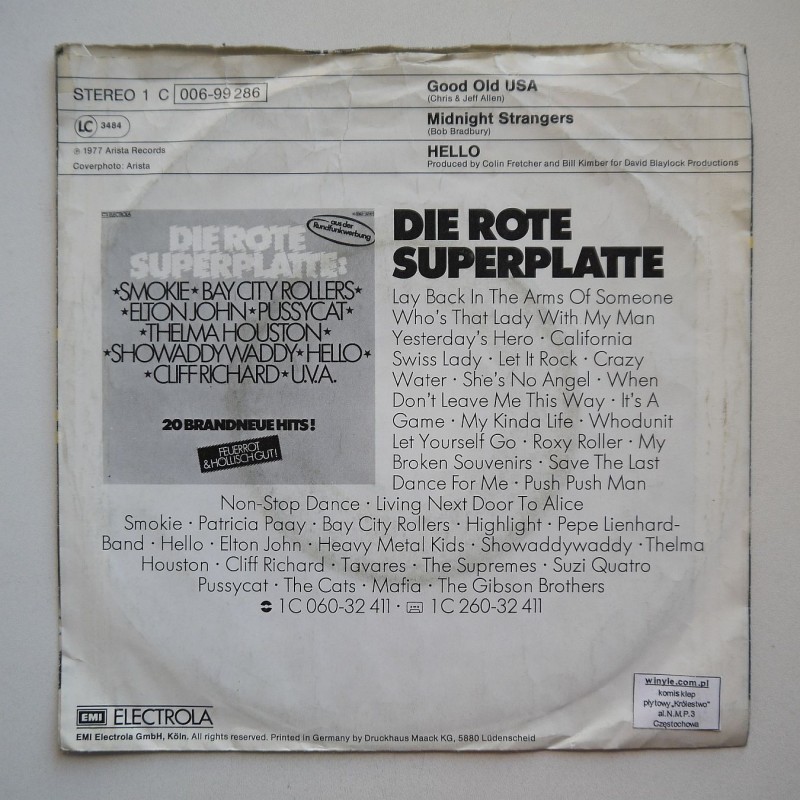 STEREO 1 C 006-99 286
LC 3484
℗ 1977 Arista Records
Coverphoto: Arista
Good Old USA
(Chris & Jeff Allen)
Midnight Strangers
(Bob Bradbury)
HELLO
Produced by Colin Fretcher and Bill Kimber for David Blaylock Productions
ELECTROLA
aus der
Rundfunkwerbung
DIE ROTE
SUPERPLATTE:
★SMOKIE★BAY CITY ROLLERS★
★ELTON JOHN★PUSSYCAT★
★THELMA HOUSTON★
★SHOWADDYWADDY★HELLO★
★CLIFF RICHARD★U.V.A.
20 BRANDNEUE HITS!
FEUERROT
& HÖLLISCH GUT!
DIE ROTE
SUPERPLATTE
Lay Back In The Arms Of Someone
Who's That Lady With My Man
Yesterday's Hero · California
Swiss Lady · Let It Rock · Crazy
Water · She's No Angel · When
Don't Leave Me This Way · It's A
Game · My Kinda Life · Whodunit
Let Yourself Go · Roxy Roller · My
Broken Souvenirs · Save The Last
Dance For Me · Push Push Man
Non-Stop Dance · Living Next Door To Alice
Smokie · Patricia Paay · Bay City Rollers · Highlight · Pepe Lienhard-
Band · Hello · Elton John · Heavy Metal Kids · Showaddywaddy · Thelma
Houston · Cliff Richard · Tavares · The Supremes · Suzi Quatro
Pussycat · The Cats · Mafia · The Gibson Brothers
1C 060-32 411 · 1C 260-32 411
EMI ELECTROLA
EMI Electrola GmbH, Köln. All rights reserved. Printed in Germany by Druckhaus Maack KG, 5880 Lüdenscheid
winyle.com.pl
komis sklep
płytowy „Królestwo"
al. N.M.P.3
Częstochowa